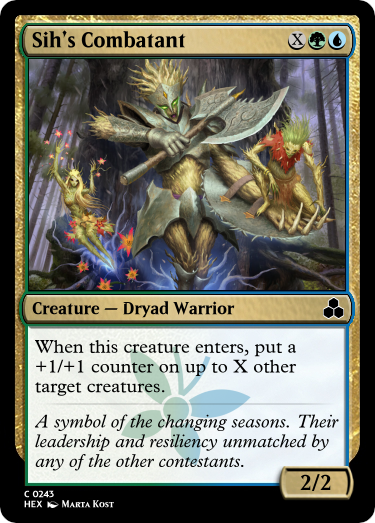 Sih's Combatant X
Creature — Dryad Warrior
When this creature enters, put a
+1/+1 counter on up to X other
target creatures.
A symbol of the changing seasons. Their
leadership and resiliency unmatched by
any of the other contestants.
2/2
C 0243
HEX Marta Kost